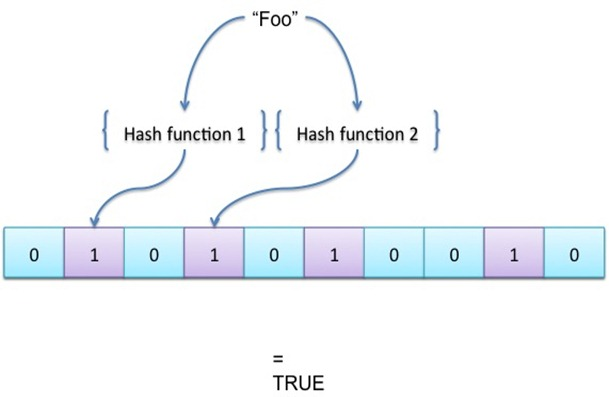 “Foo”
{ Hash function 1 } { Hash function 2 }
0 1 0 1 0 1 0 0 1 0
=
TRUE